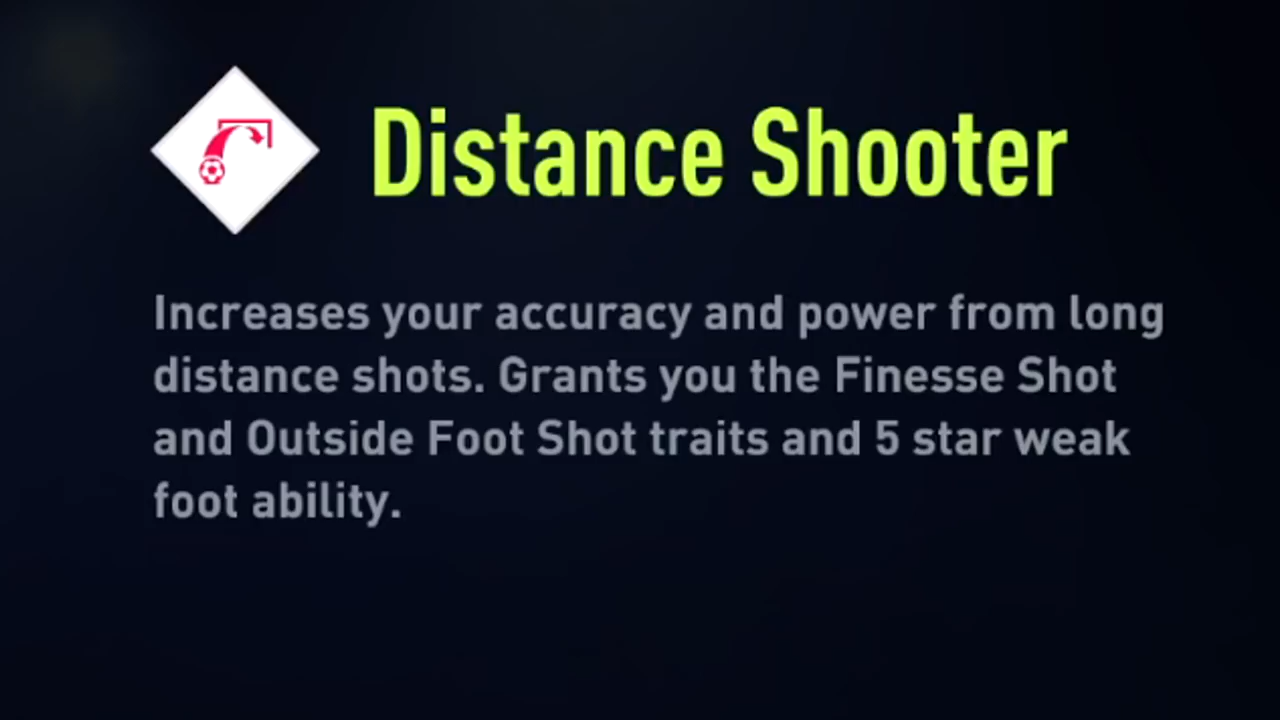 Distance Shooter
Increases your accuracy and power from long
distance shots. Grants you the Finesse Shot
and Outside Foot Shot traits and 5 star weak
foot ability.